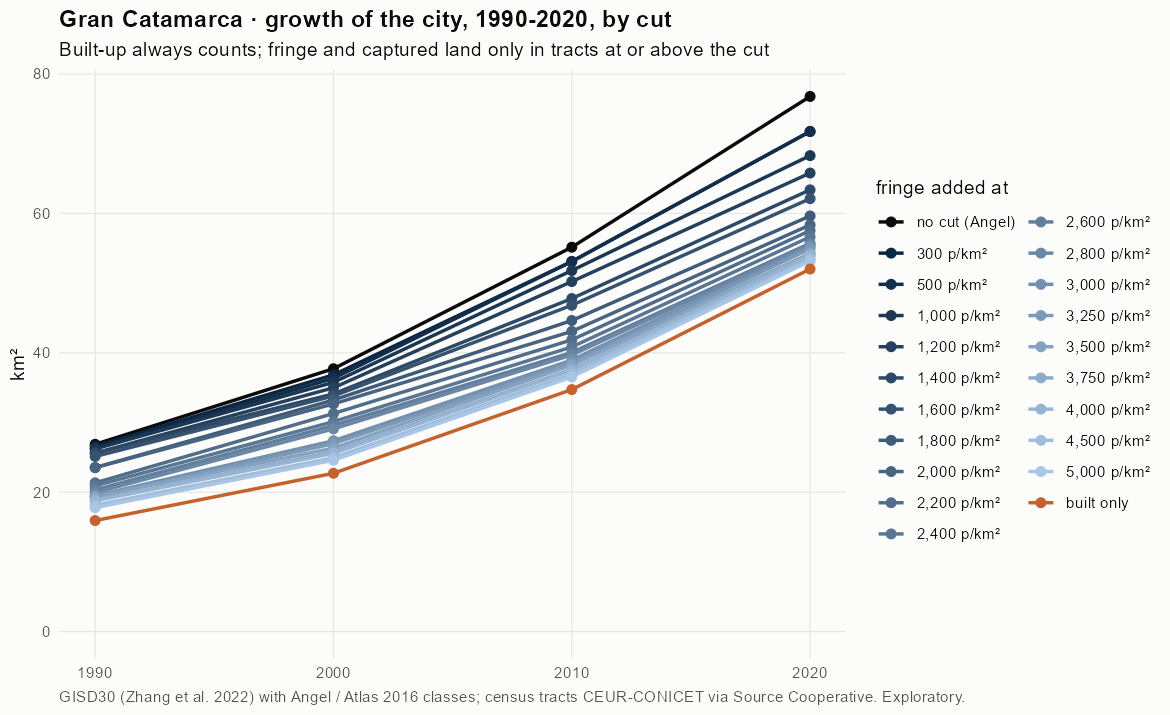 Gran Catamarca · growth of the city, 1990-2020, by cut
Built-up always counts; fringe and captured land only in tracts at or above the cut
80
60
40
20
0
km²
1990
2000
2010
2020
fringe added at
no cut (Angel)
300 p/km²
500 p/km²
1,000 p/km²
1,200 p/km²
1,400 p/km²
1,600 p/km²
1,800 p/km²
2,000 p/km²
2,200 p/km²
2,400 p/km²
2,600 p/km²
2,800 p/km²
3,000 p/km²
3,250 p/km²
3,500 p/km²
3,750 p/km²
4,000 p/km²
4,500 p/km²
5,000 p/km²
built only
GISD30 (Zhang et al. 2022) with Angel / Atlas 2016 classes; census tracts CEUR-CONICET via Source Cooperative. Exploratory.